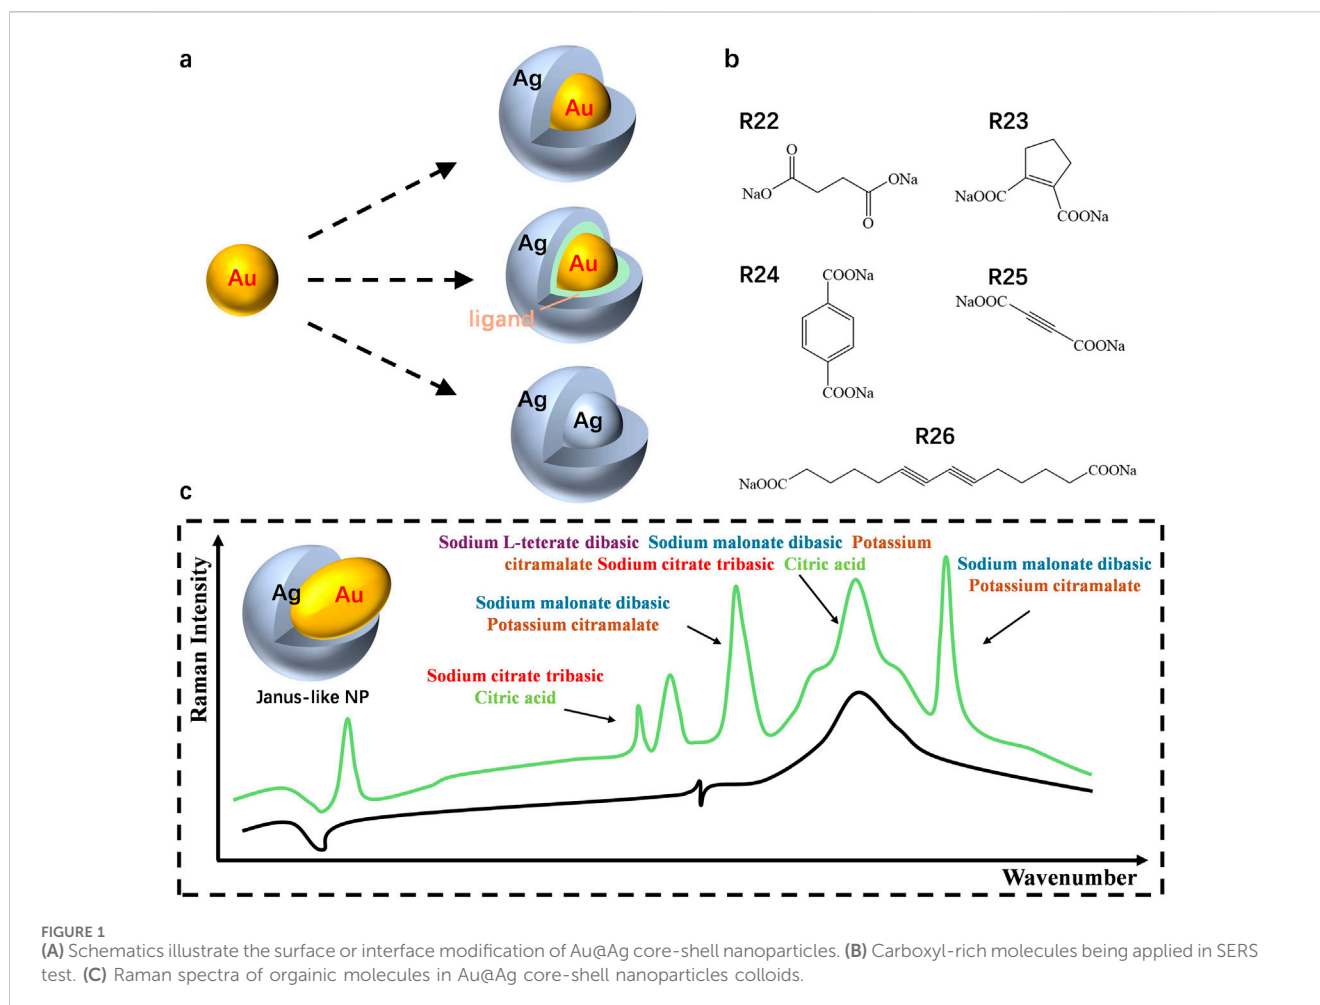 a
Ag
Au
Au
Ag
Au
ligand
Ag
Ag
b
R22
O
NaO
ONa
O
R23
NaOOC
COONa
R24
COONa
COONa
R25
NaOOC
COONa
R26
NaOOC
COONa
c
Raman Intensity
Ag
Au
Janus-like NP
Sodium L-teterate dibasic Sodium malonate dibasic Potassium
citramalate Sodium citrate tribasic Citric acid
Sodium malonate dibasic
Potassium citramalate
Sodium malonate dibasic
Potassium citramalate
Sodium citrate tribasic
Citric acid
Wavenumber
FIGURE 1
(A) Schematics illustrate the surface or interface modification of Au@Ag core-shell nanoparticles. (B) Carboxyl-rich molecules being applied in SERS
test. (C) Raman spectra of orgainic molecules in Au@Ag core-shell nanoparticles colloids.